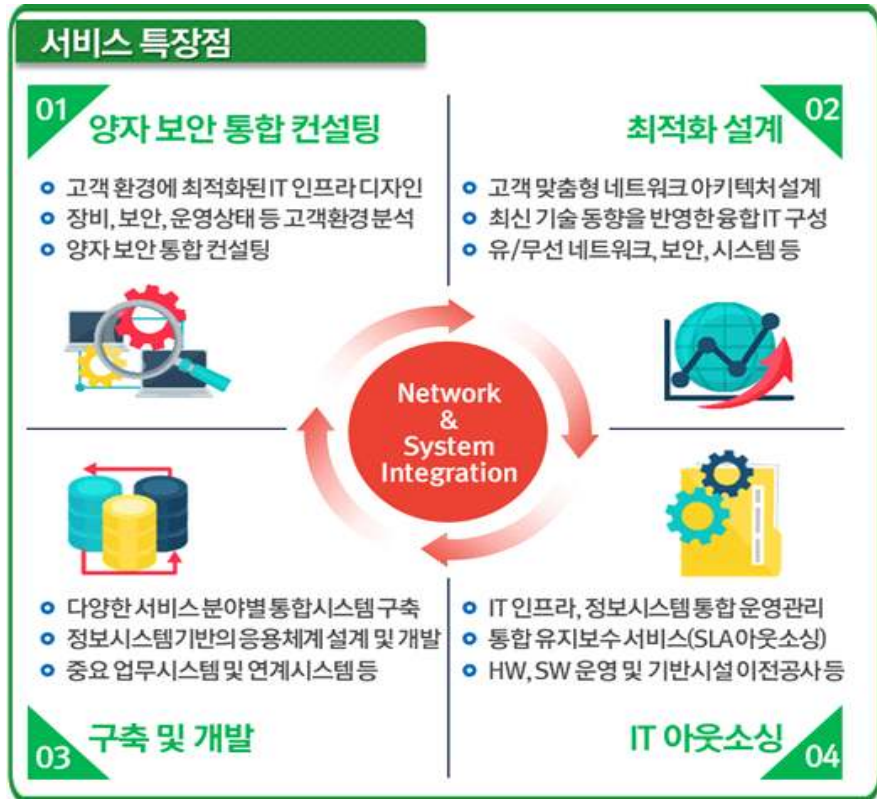 서비스 특장점
01
양자 보안 통합 컨설팅
고객 환경에 최적화된 IT 인프라 디자인
장비, 보안, 운영상태 등 고객환경 분석
양자 보안 통합 컨설팅
02
최적화 설계
고객 맞춤형 네트워크 아키텍처 설계
최신 기술 동향을 반영한 융합 IT 구성
유/무선 네트워크, 보안, 시스템 등
Network
&
System
Integration
다양한 서비스 분야별 통합시스템 구축
정보시스템기반의 응용체계 설계 및 개발
중요 업무시스템 및 연계시스템 등
03
구축 및 개발
IT 인프라, 정보시스템 통합 운영관리
통합 유지보수 서비스(SLA 아웃소싱)
HW, SW 운영 및 기반시설 이전공사 등
IT 아웃소싱
04